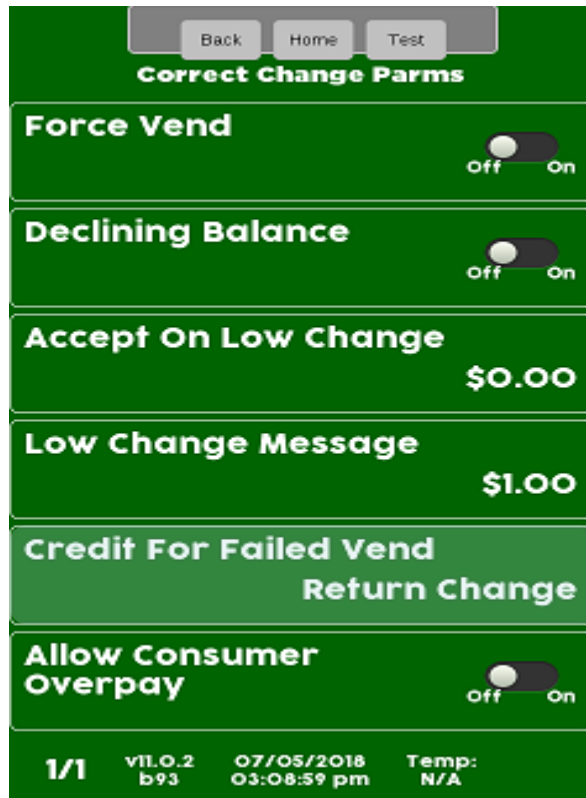 Back Home Test
Correct Change Parms
Force Vend
Off On
Declining Balance
Off On
Accept On Low Change
$0.00
Low Change Message
$1.00
Credit For Failed Vend
Return Change
Allow Consumer
Overpay
Off On
1/1 v11.0.2 07/05/2018 Temp:
b93 03:08:59 pm N/A